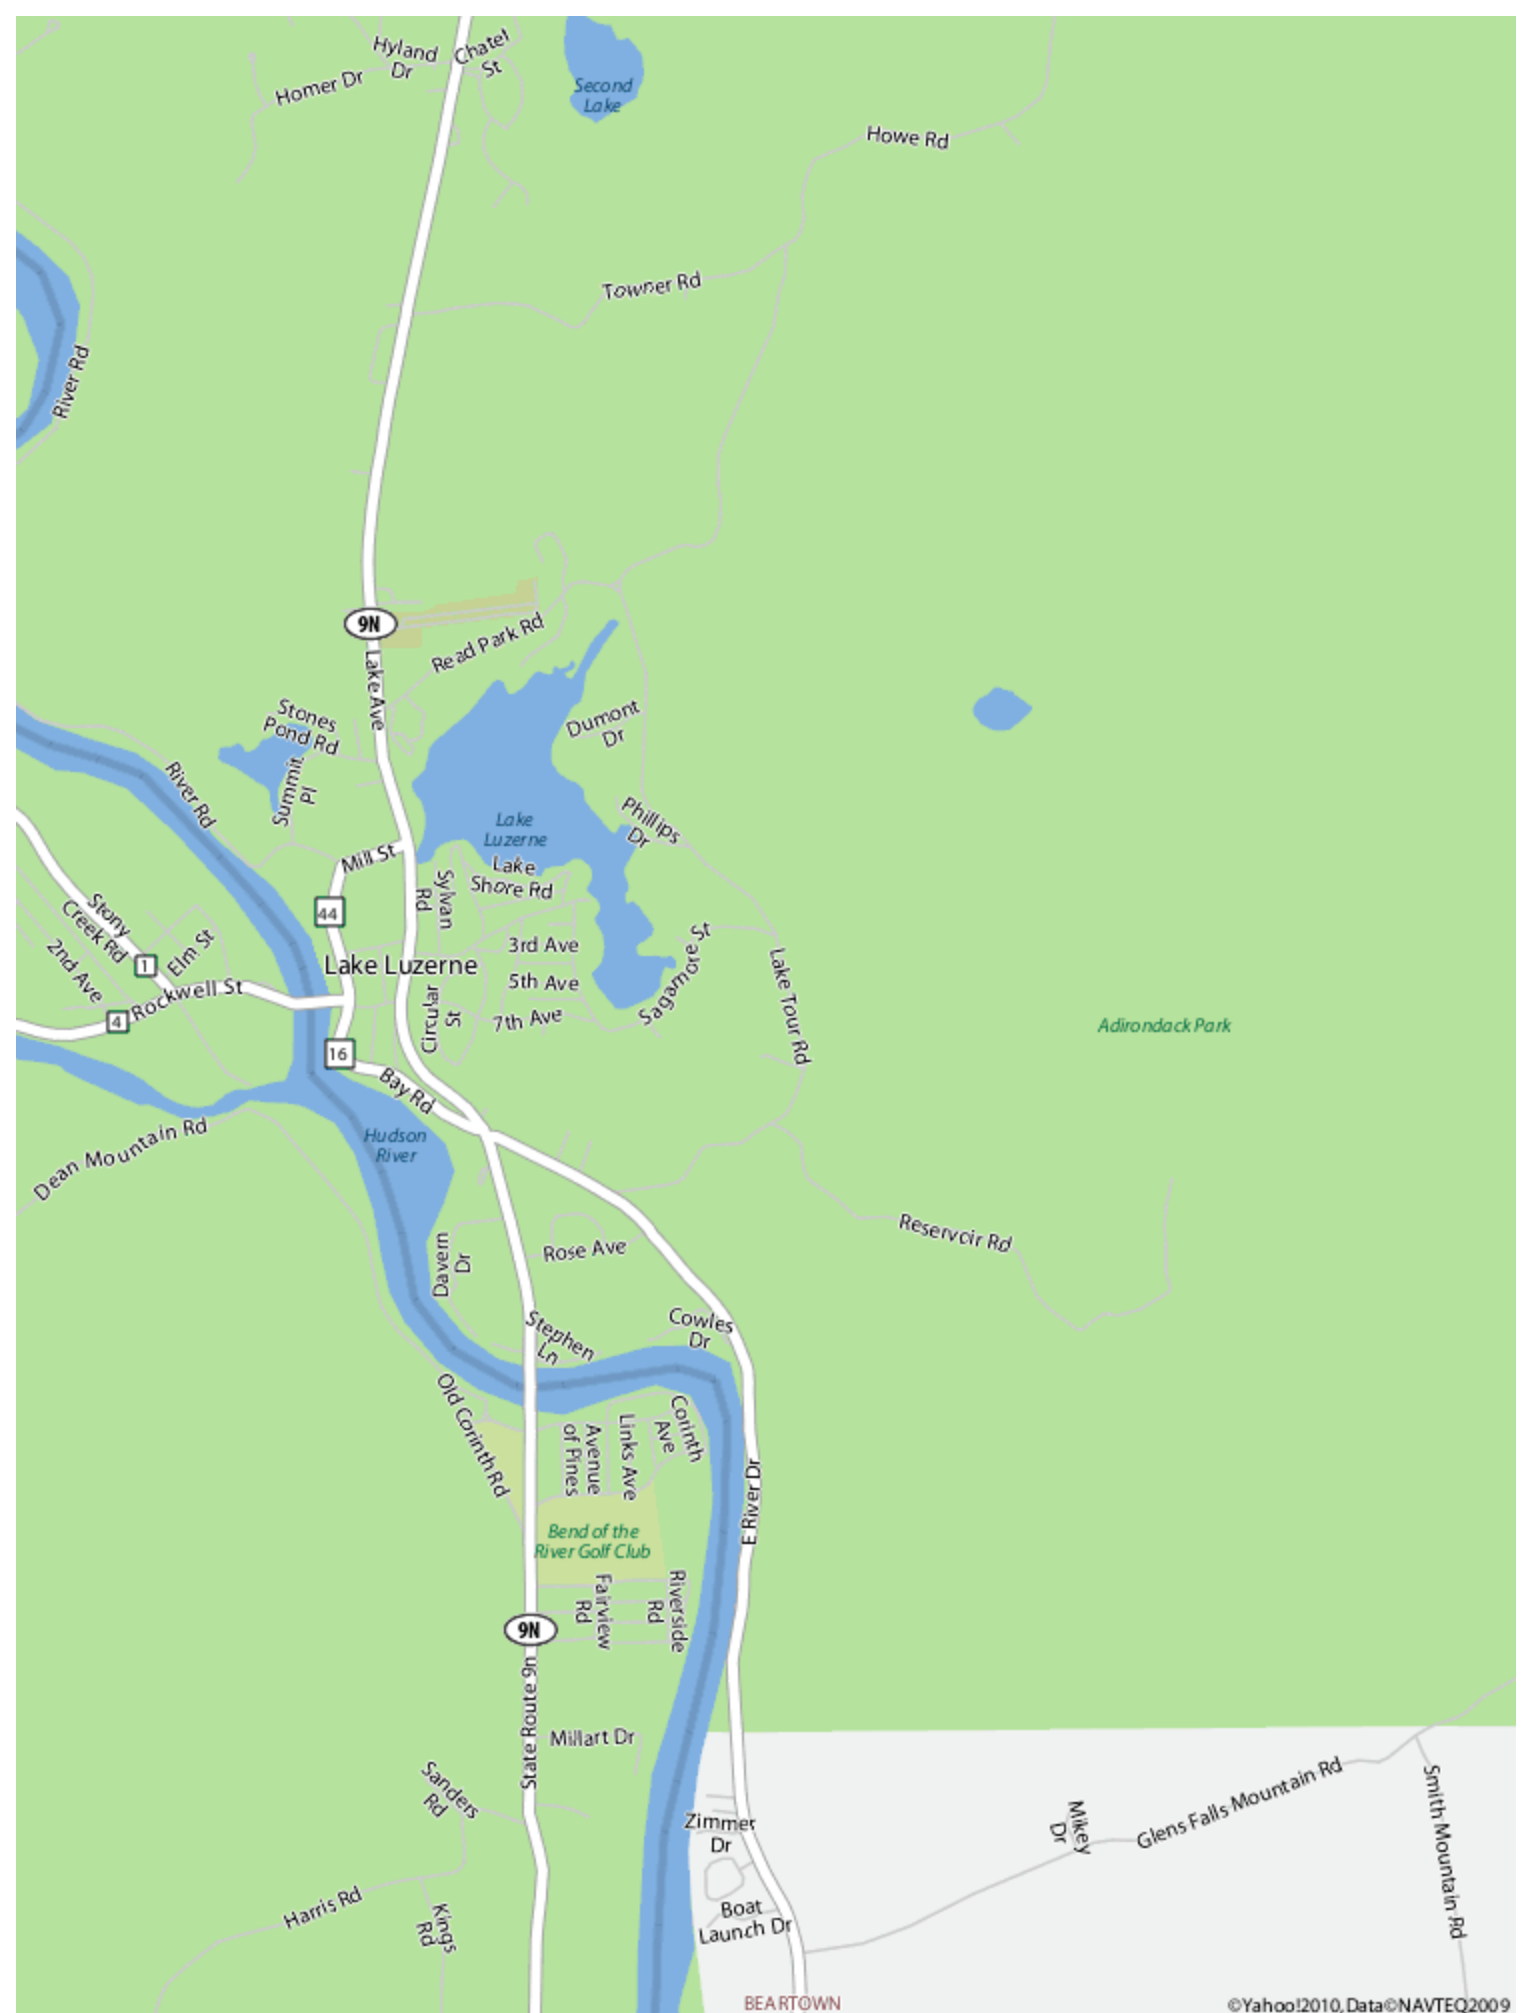 Hyland
Dr
Chatel
St
Homer Dr
Second
Lake
Howe Rd
Towner Rd
River Rd
9N
Read Park Rd
Lake Ave
Stones
Pond Rd
Dumont
Dr
Summit
Pl
River Rd
Phillips
Dr
Lake
Luzerne
Mill St
Lake
Shore Rd
Sylvan
Rd
44
Stony
Creek Rd
Elm St
2nd Ave
1
3rd Ave
Sagamore St
Lake Luzerne
5th Ave
Rockwell St
4
Circular
St
7th Ave
Lake Tour Rd
Adirondack Park
16
Bay Rd
Dean Mountain Rd
Hudson
River
Reservoir Rd
Davern
Dr
Rose Ave
Stephen
Ln
Cowles
Dr
Old Corinth Rd
Avenue
of Pines
Links Ave
Corinth
Ave
E River Dr
Bend of the
River Golf Club
Fairview
Rd
Riverside
Rd
9N
State Route 9n
Millart Dr
Sanders
Rd
Zimmer
Dr
Mikey
Dr
Glens Falls Mountain Rd
Smith Mountain Rd
Harris Rd
Kings
Rd
Boat
Launch Dr
BEARTOWN
©Yahoo!2010, Data©NAVTEQ2009